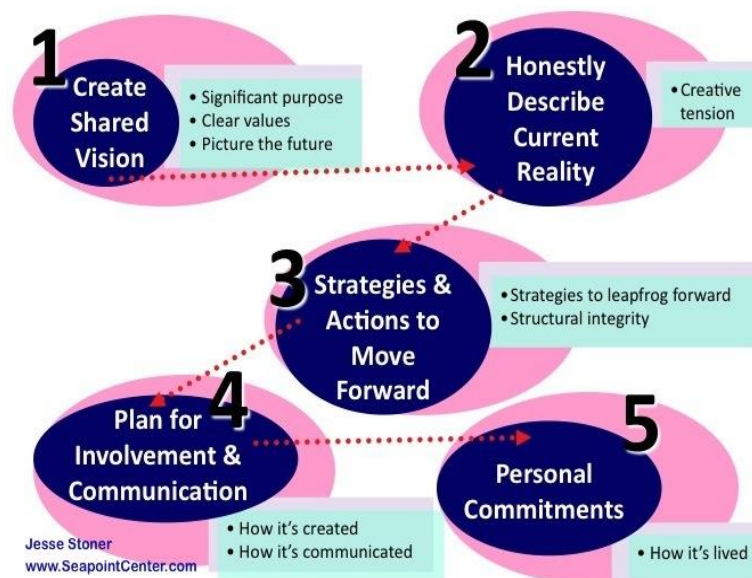 1
Create
Shared
Vision
• Significant purpose
• Clear values
• Picture the future
2
Honestly
Describe
Current
Reality
• Creative
tension
3
Strategies &
Actions to
Move
Forward
• Strategies to leapfrog forward
• Structural integrity
4
Plan for
Involvement &
Communication
• How it's created
• How it's communicated
5
Personal
Commitments
• How it's lived
Jesse Stoner
www.SeapointCenter.com